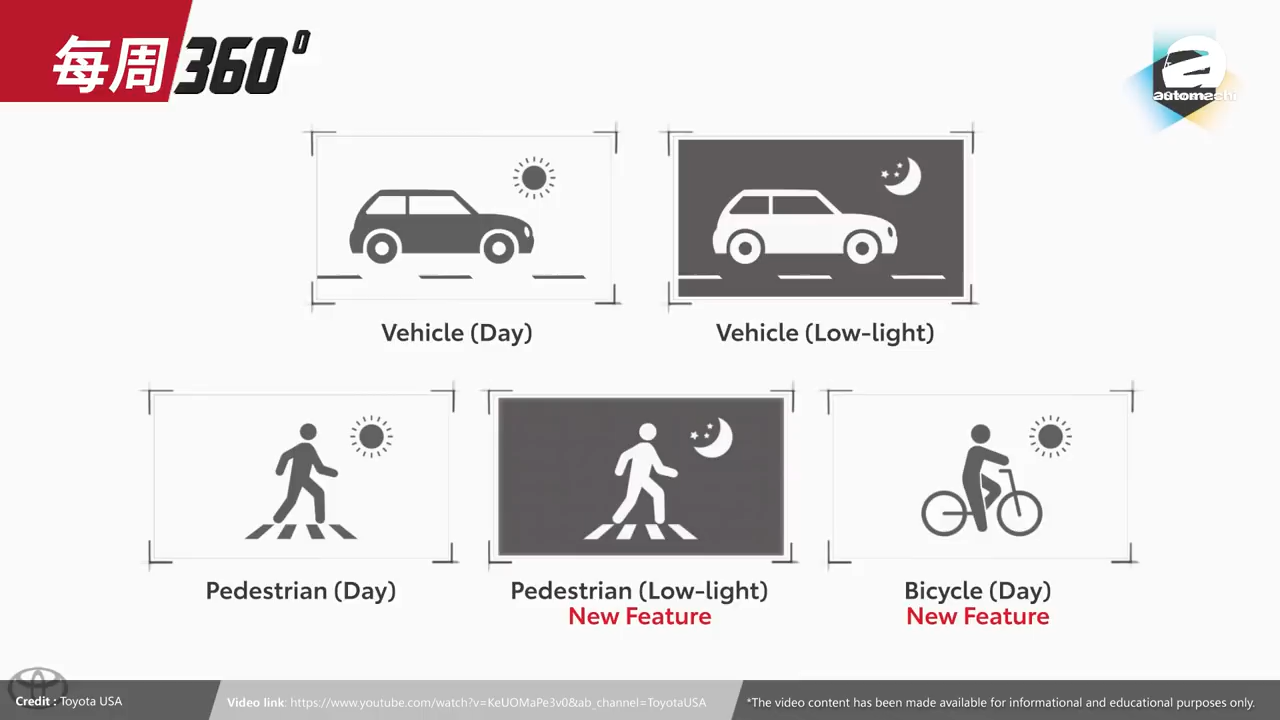 每周360°
automachi
Vehicle (Day)
Vehicle (Low-light)
Pedestrian (Day)
Pedestrian (Low-light)
New Feature
Bicycle (Day)
New Feature
Credit : Toyota USA
Video link: https://www.youtube.com/watch?v=KeUOMaPe3v0&ab_channel=ToyotaUSA
*The video content has been made available for informational and educational purposes only.